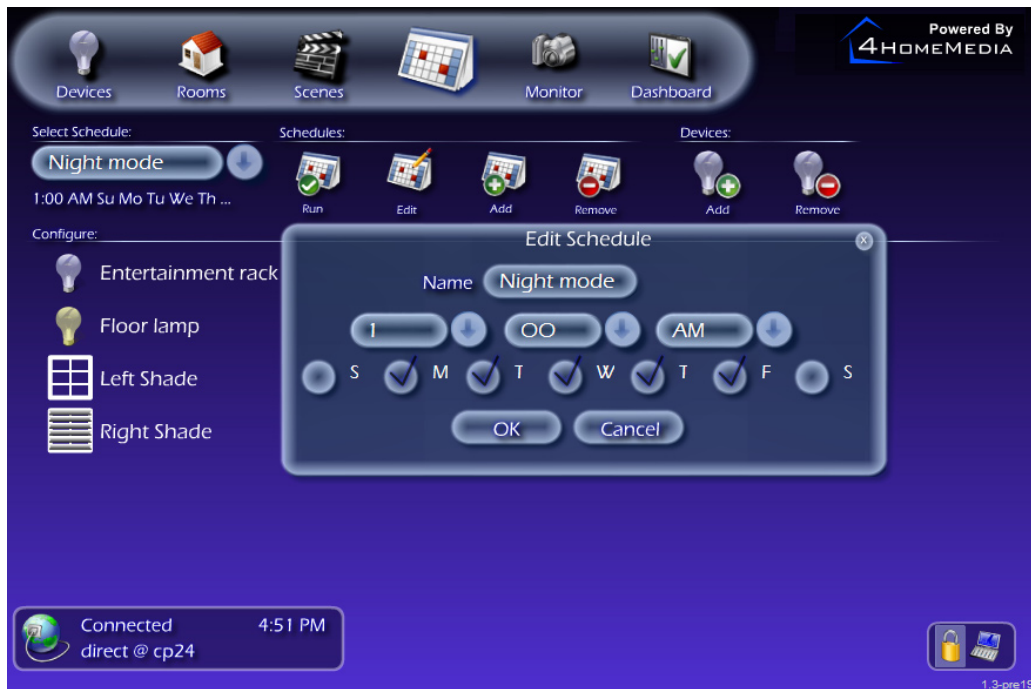 Powered By
4HomeMedia
Devices Rooms Scenes Monitor Dashboard
Select Schedule: Schedules: Devices:
Night mode
1:00 AM Su Mo Tu We Th ...
Run Edit Add Remove Add Remove
Configure:
Edit Schedule
x
Entertainment rack
Name Night mode
Floor lamp
1 00 AM
Left Shade
S M T W T F S
Right Shade
OK Cancel
Connected 4:51 PM
direct @ cp24